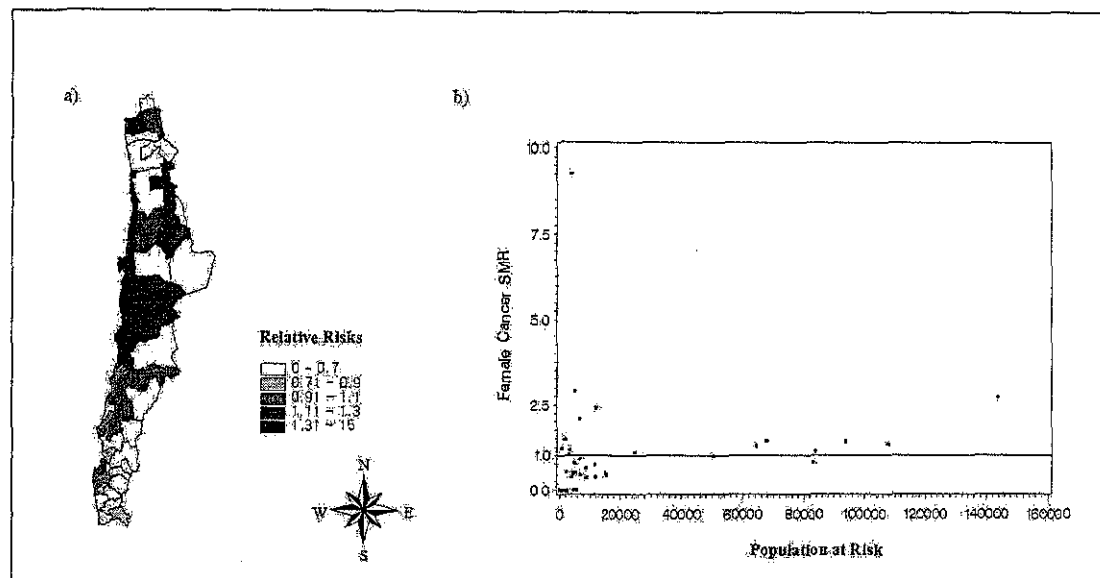 a)
b)
Relative Risks
0 - 0.7
0.71 - 0.9
0.91 - 1.1
1.11 - 1.3
1.31 - 15
N
W E
S
Female Cancer SMR
10.0
7.5
5.0
2.5
1.0
0.0
0 20000 40000 60000 80000 100000 120000 140000 160000
Population at Risk